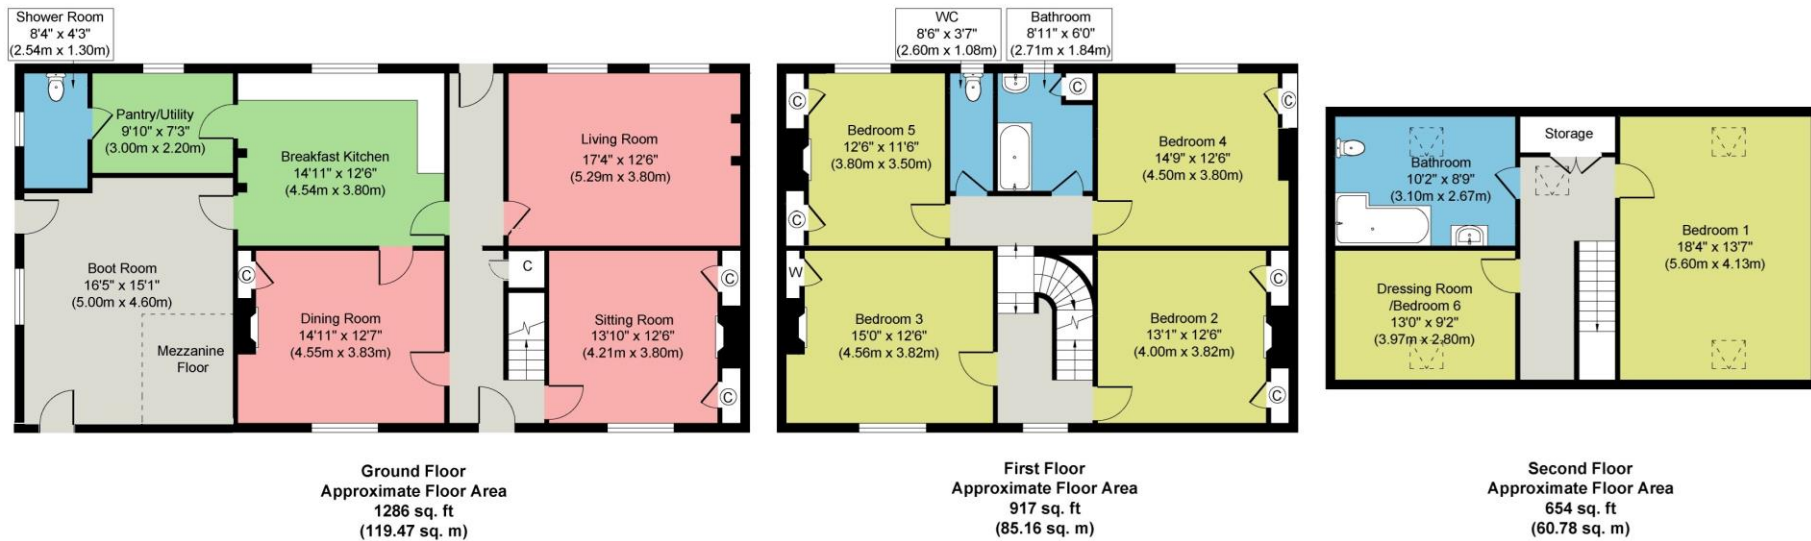 Shower Room
8'4" x 4'3"
(2.54m x 1.30m)
Pantry/Utility
9'10" x 7'3"
(3.00m x 2.20m)
Breakfast Kitchen
14'11" x 12'6"
(4.54m x 3.80m)
Living Room
17'4" x 12'6"
(5.29m x 3.80m)
Boot Room
16'5" x 15'1"
(5.00m x 4.60m)
Mezzanine
Floor
C
Dining Room
14'11" x 12'7"
(4.55m x 3.83m)
C
Sitting Room
13'10" x 12'6"
(4.21m x 3.80m)
C
C
Ground Floor
Approximate Floor Area
1286 sq. ft
(119.47 sq. m)
WC
8'6" x 3'7"
(2.60m x 1.08m)
Bathroom
8'11" x 6'0"
(2.71m x 1.84m)
C
C
C
C
Bedroom 5
12'6" x 11'6"
(3.80m x 3.50m)
Bedroom 4
14'9" x 12'6"
(4.50m x 3.80m)
W
Bedroom 3
15'0" x 12'6"
(4.56m x 3.82m)
Bedroom 2
13'1" x 12'6"
(4.00m x 3.82m)
C
C
First Floor
Approximate Floor Area
917 sq. ft
(85.16 sq. m)
Storage
Bathroom
10'2" x 8'9"
(3.10m x 2.67m)
Bedroom 1
18'4" x 13'7"
(5.60m x 4.13m)
Dressing Room
/Bedroom 6
13'0" x 9'2"
(3.97m x 2.80m)
Second Floor
Approximate Floor Area
654 sq. ft
(60.78 sq. m)